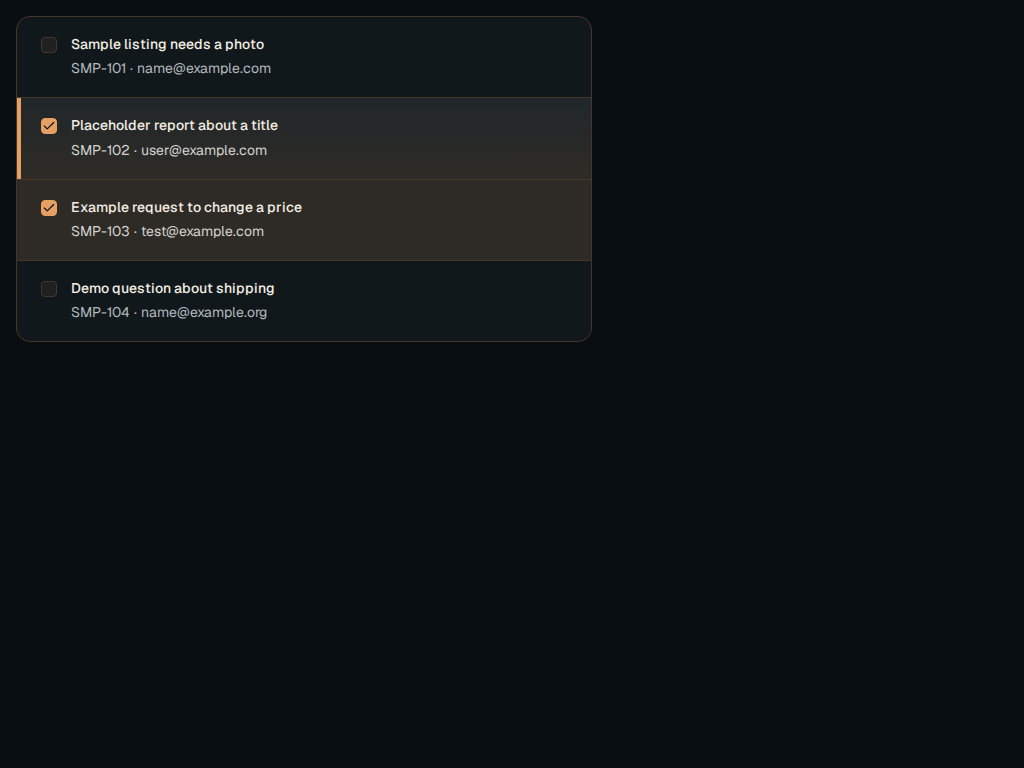 Sample listing needs a photo
SMP-101 · name@example.com
Placeholder report about a title
SMP-102 · user@example.com
Example request to change a price
SMP-103 · test@example.com
Demo question about shipping
SMP-104 · name@example.org